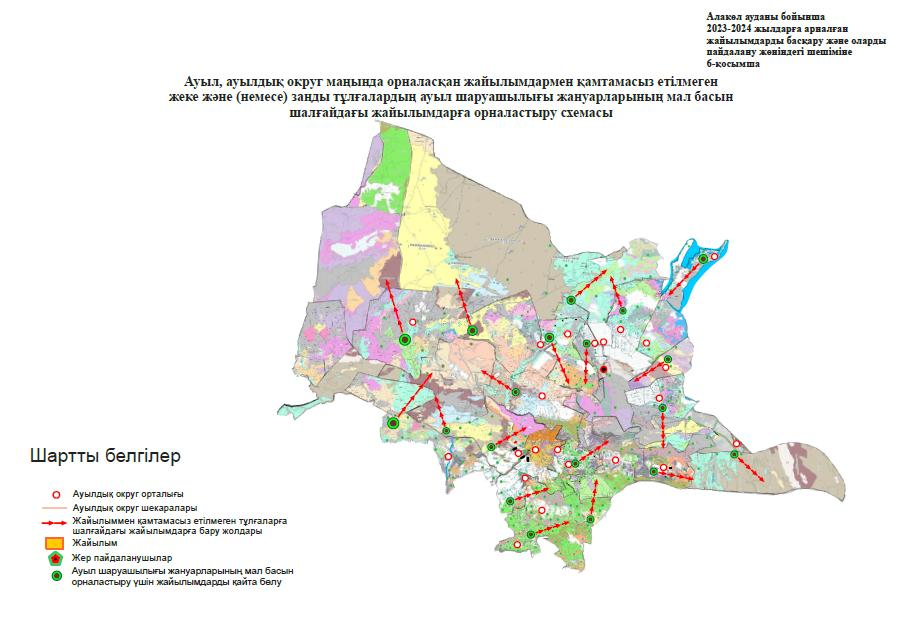 Алакөл ауданы бойынша
2023-2024 жылдарға арналған
жайылымдарды басқару және оларды
пайдалану жөніндегі шешіміне
6-қосымша
Ауыл, ауылдық округ маңында орналасқан жайылымдармен қамтамасыз етілмеген
жеке және (немесе) заңды тұлғалардың ауыл шаруашылығы жануарларының мал басын
шалғайдағы жайылымдарға орналастыру схемасы
Шартты белгілер
Ауылдық округ орталығы
Ауылдық округ шекаралары
Жайылыммен қамтамасыз етілмеген тұлғаларға
шалғайдағы жайылымдарға бару жолдары
Жайылым
Жер пайдаланушылар
Ауыл шаруашылығы жануарларының мал басын
орналастыру үшін жайылымдарды қайта бөлу